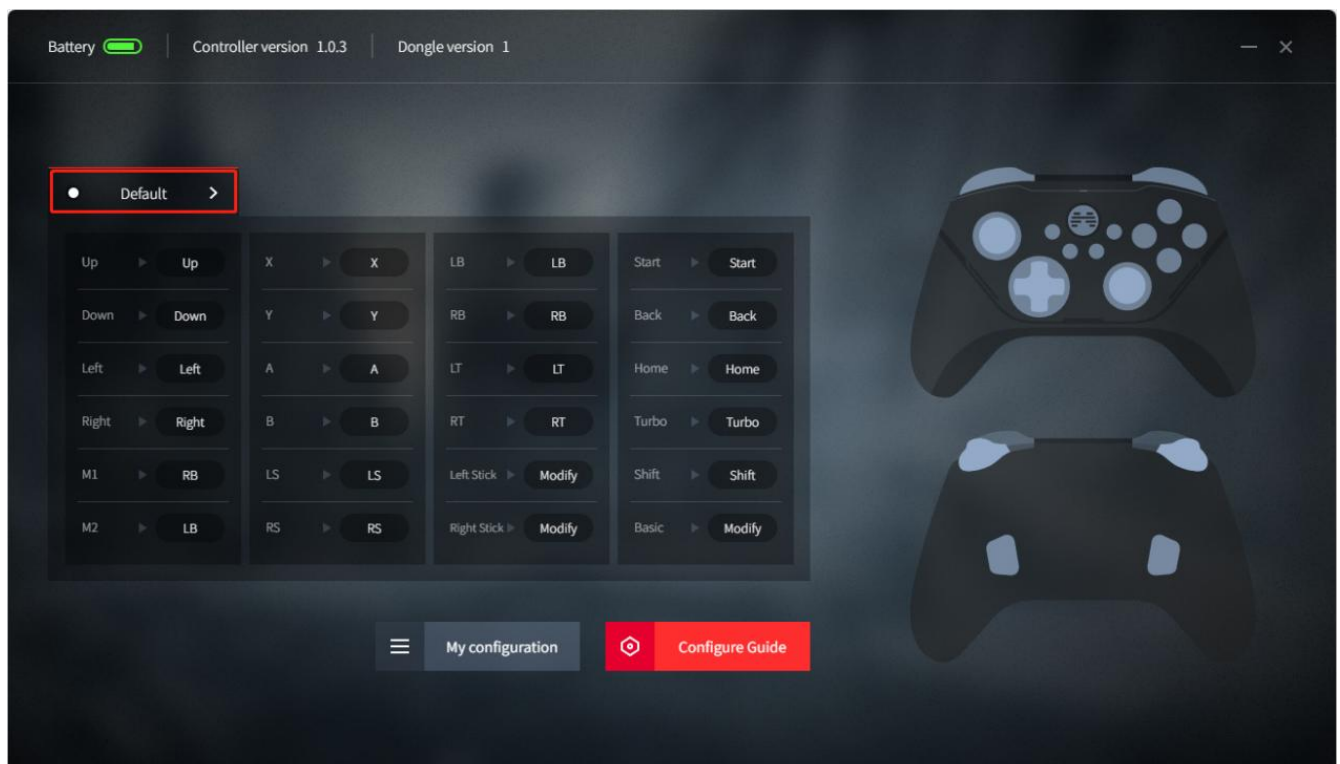 Battery Controller version 1.0.3 Dongle version 1
Default
Up Up X X LB LB Start Start
Down Down Y Y RB RB Back Back
Left Left A A LT LT Home Home
Right Right B B RT RT Turbo Turbo
M1 RB LS LS Left Stick Modify Shift Shift
M2 LB RS RS Right Stick Modify Basic Modify
My configuration Configure Guide